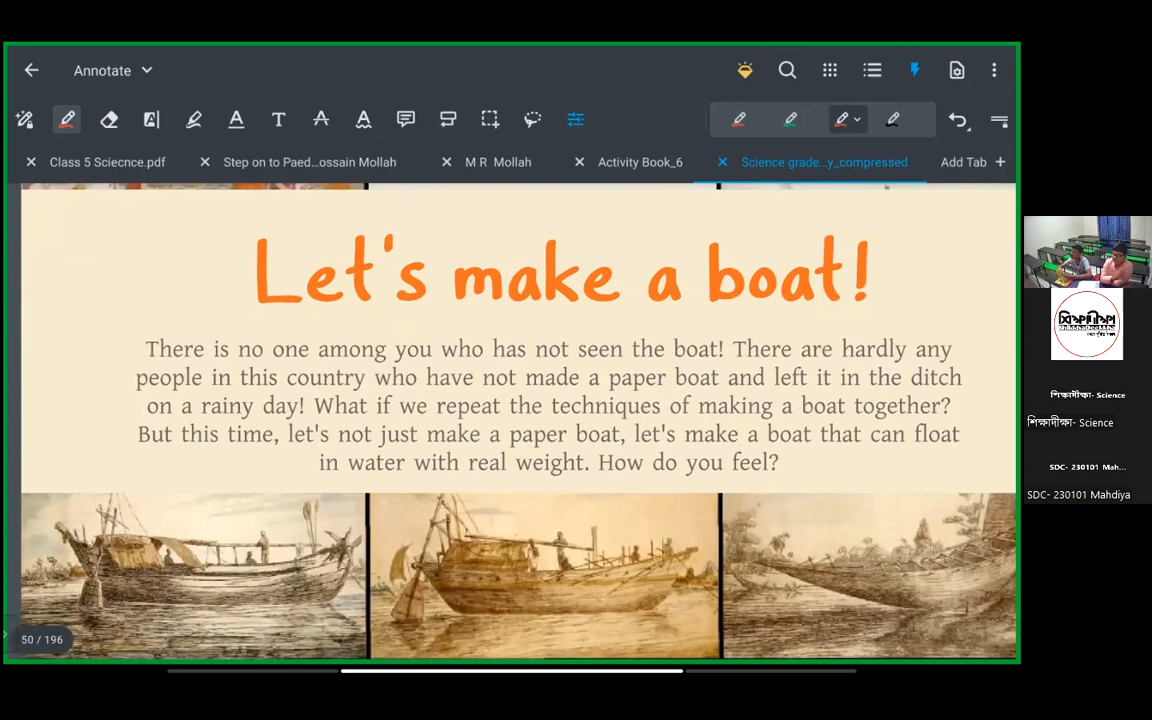 Annotate
Class 5 Sciecnce.pdf
Step on to Paed...ossain Mollah
M R Mollah
Activity Book_6
Science grade...y_compressed
Add Tab +
Let's make a boat!
There is no one among you who has not seen the boat! There are hardly any
people in this country who have not made a paper boat and left it in the ditch
on a rainy day! What if we repeat the techniques of making a boat together?
But this time, let's not just make a paper boat, let's make a boat that can float
in water with real weight. How do you feel?
50 / 196
শিক্ষাদীক্ষা
শিক্ষাদীক্ষা- Science
শিক্ষাদীক্ষা- Science
SDC- 230101 Mah...
SDC- 230101 Mahdiya